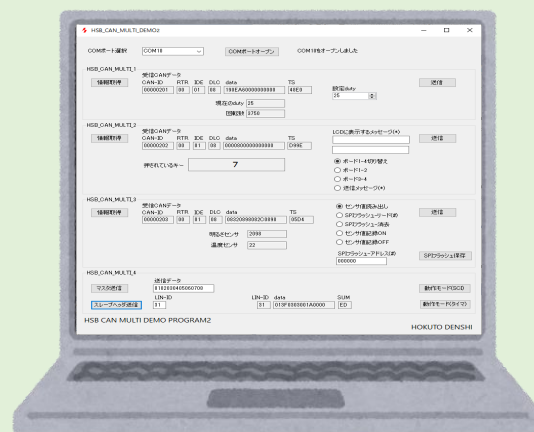 HSB_CAN_MULTI_DEMO2
COMポート選択 COM18 COMポートオープン COM18をオープンしました
HSB_CAN_MULTI_1
情報取得 受信CANデータ 送信
CAN-ID RTR IDE DLC data TS 設定duty
00000201 00 01 08 190EA60000000000 40E9 25
現在のduty 25
回転数 3750
HSB_CAN_MULTI_2
情報取得 受信CANデータ LCDに表示するメッセージ(*) 送信
CAN-ID RTR IDE DLC data TS
00000202 00 01 08 0000000000000000 D99E
押されているキー 7
ボード1-4切り替え
ボード1-2
ボード3-4
送信メッセージ(*)
HSB_CAN_MULTI_3
情報取得 受信CANデータ センサ値読み出し 送信
CAN-ID RTR IDE DLC data TS SPIフラッシュ-リード(#)
00000203 00 01 08 05D4 SPIフラッシュ-消去
明るさセンサ 2098 センサ値記録ON
温度センサ 22 センサ値記録OFF
SPIフラッシュ-アドレス(#)
000000 SPIフラッシュ保存
HSB_CAN_MULTI_4
マスタ送信 送信データ 動作モード(SCI)
0102030405060708
スレーブヘッダ送信 LIN-ID LIN-ID data SUM 動作モード(タイマ)
31 31 013F0303001A0000 ED
HSB CAN MULTI DEMO PROGRAM2
HOKUTO DENSHI